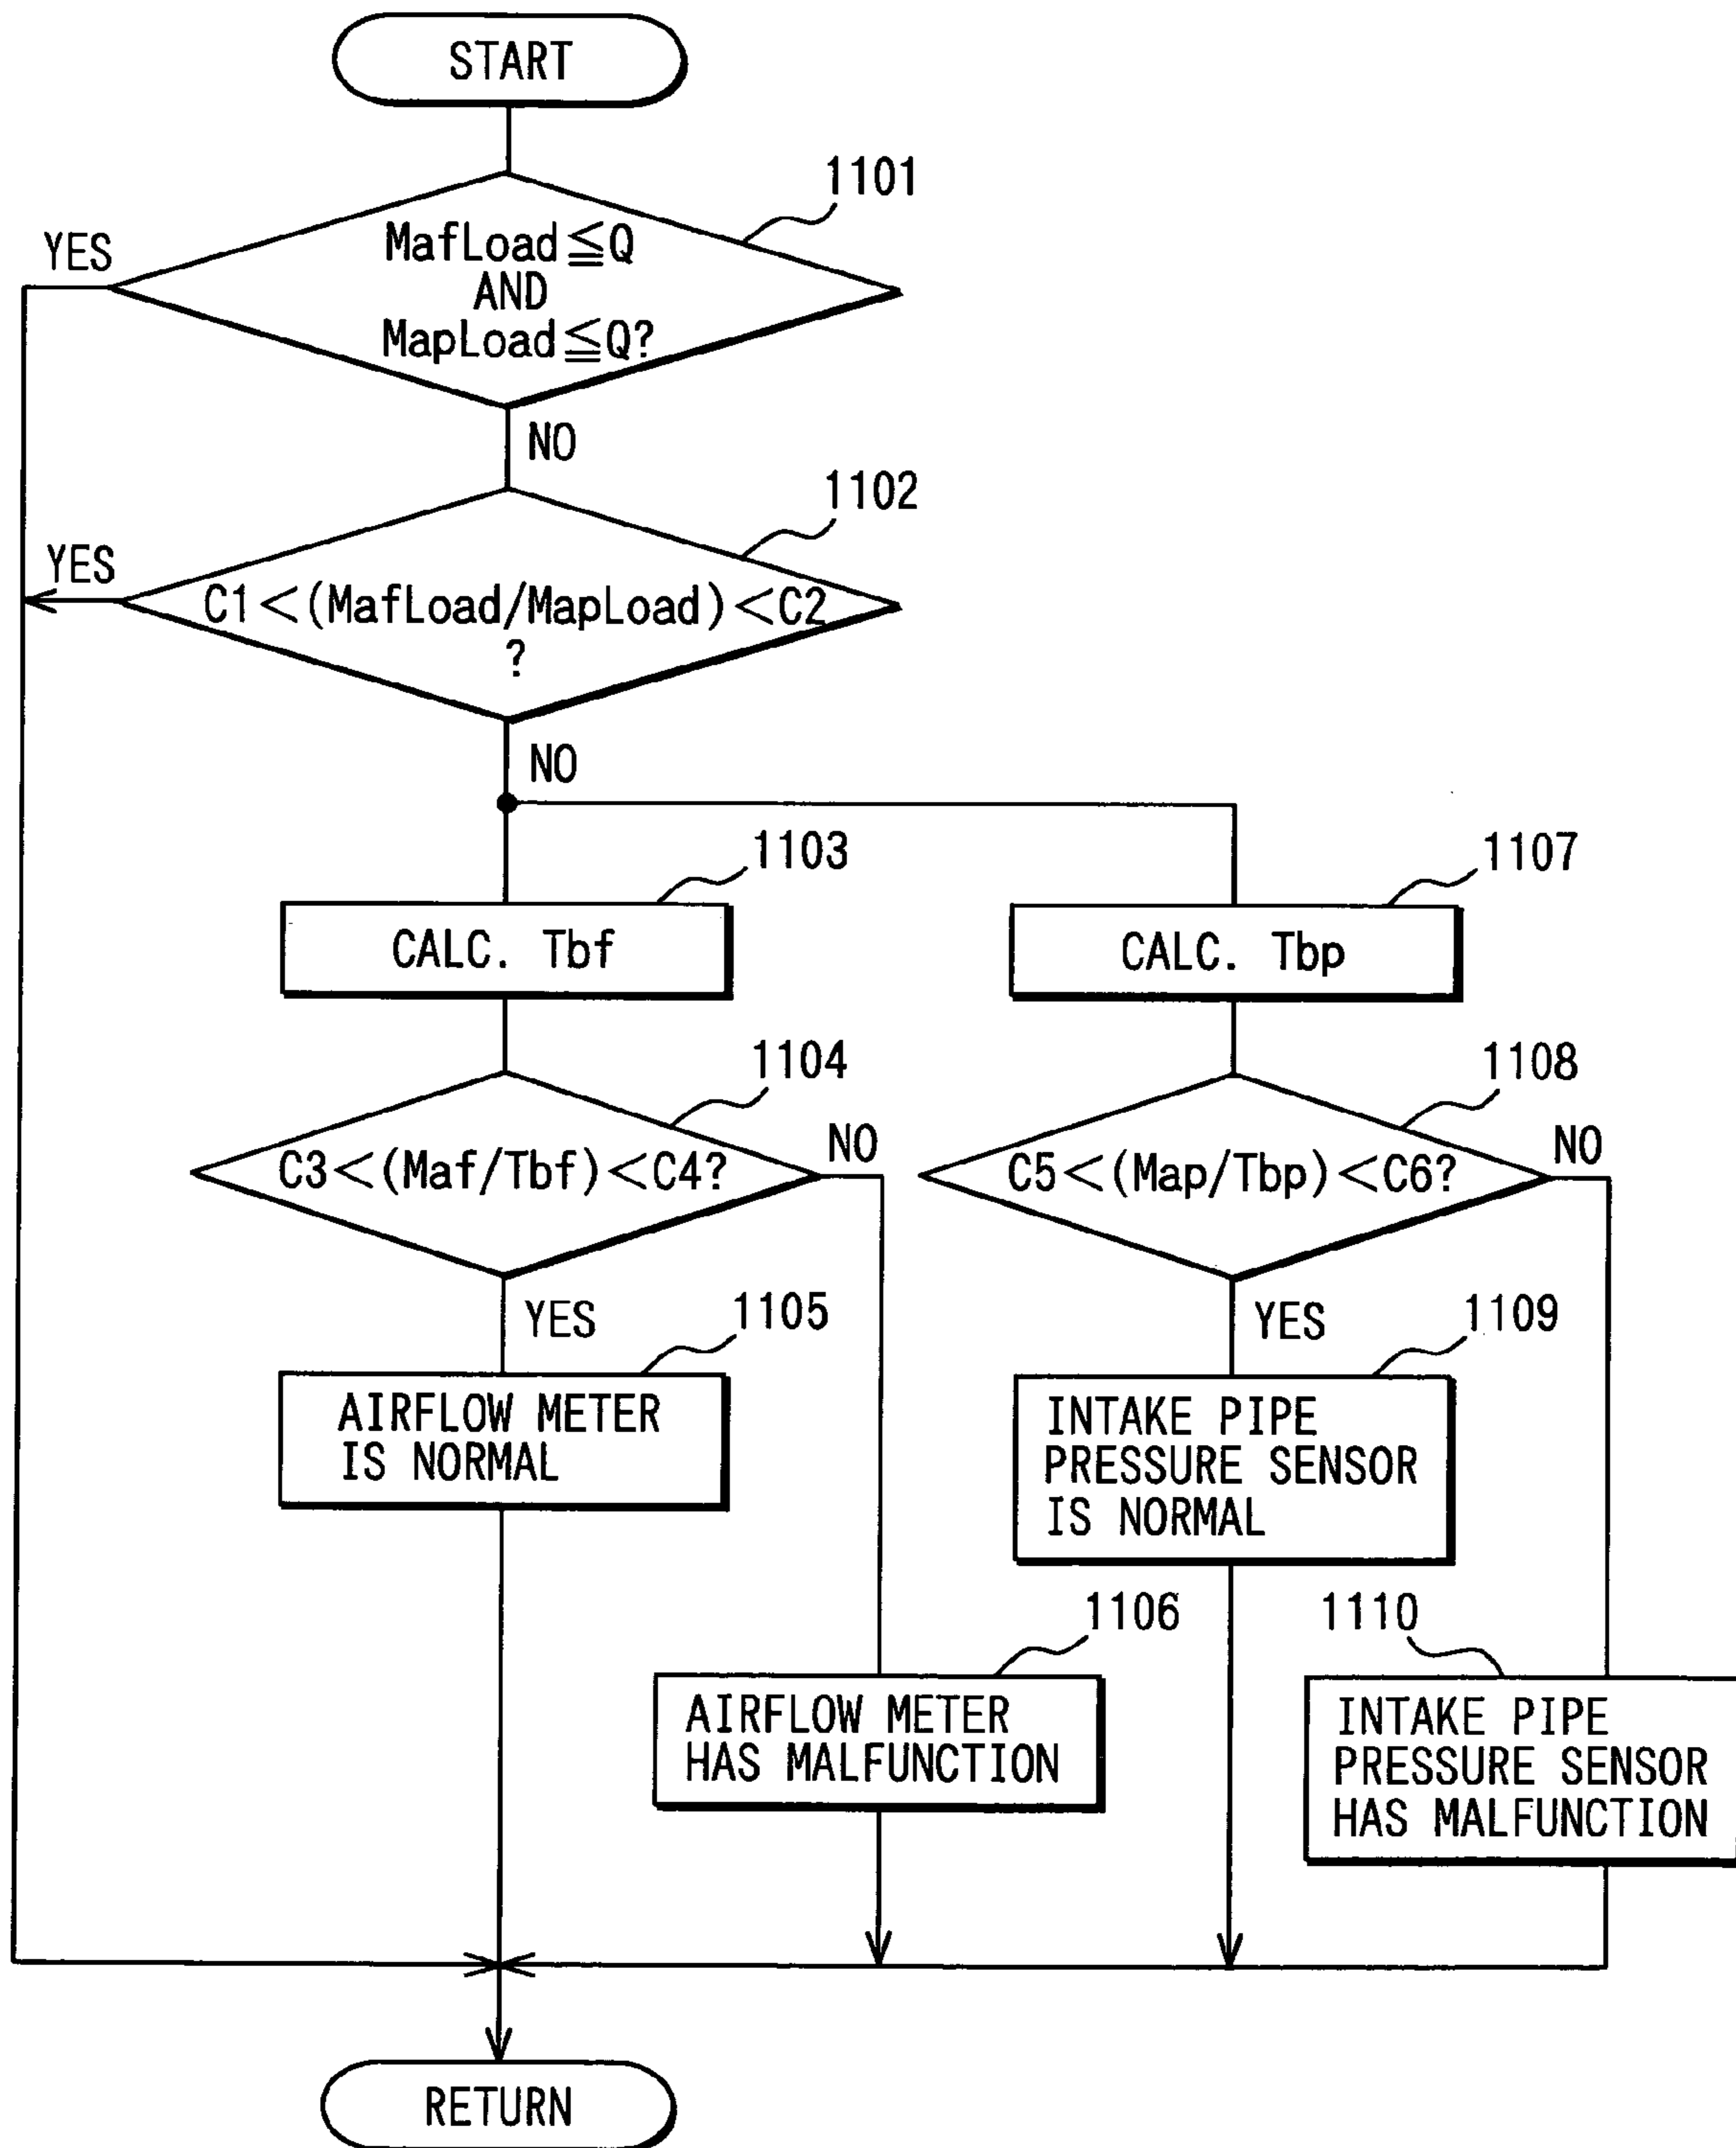 START
1101
YES
MafLoad≦Q
AND
MapLoad≦Q?
NO
1102
YES
C1<(MafLoad/MapLoad)<C2
?
NO
1103
CALC. Tbf
1104
C3<(Maf/Tbf)<C4?
NO
YES
1105
AIRFLOW METER
IS NORMAL
1106
AIRFLOW METER
HAS MALFUNCTION
1107
CALC. Tbp
1108
C5<(Map/Tbp)<C6?
NO
YES
1109
INTAKE PIPE
PRESSURE SENSOR
IS NORMAL
1110
INTAKE PIPE
PRESSURE SENSOR
HAS MALFUNCTION
RETURN